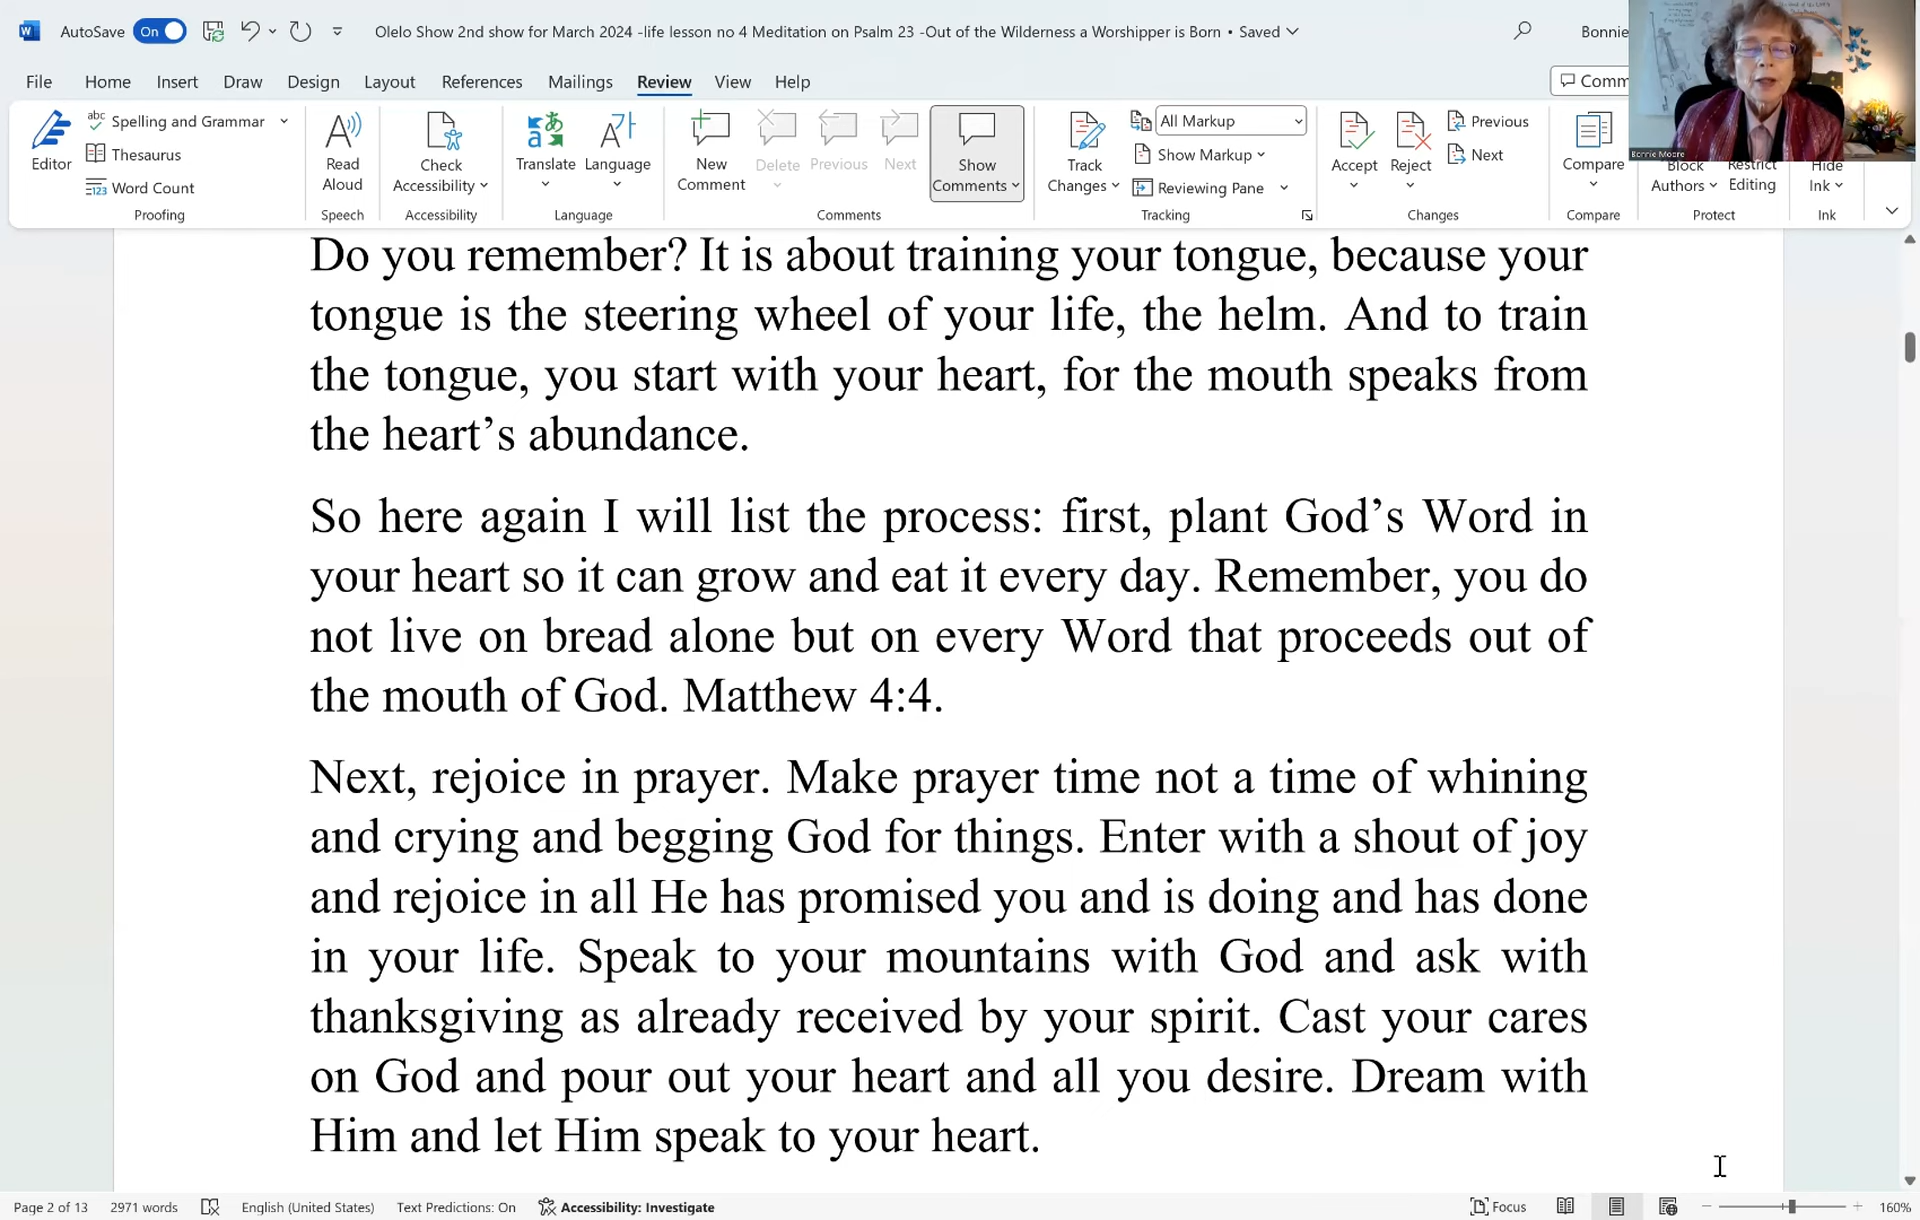 AutoSave On Olelo Show 2nd show for March 2024 -life lesson no 4 Meditation on Psalm 23 -Out of the Wilderness a Worshipper is Born • Saved Bonnie
File Home Insert Draw Design Layout References Mailings Review View Help Comm
Editor
abc Spelling and Grammar
Thesaurus
123 Word Count
Proofing
Read Aloud
Speech
Check Accessibility
Accessibility
Translate
Language
Language
New Comment
Delete
Previous
Next
Show Comments
Comments
Track Changes
All Markup
Show Markup
Reviewing Pane
Tracking
Accept
Reject
Previous
Next
Changes
Compare
Compare
Block Authors
Restrict Editing
Protect
Hide Ink
Ink
Bonnie Moore
Do you remember? It is about training your tongue, because your
tongue is the steering wheel of your life, the helm. And to train
the tongue, you start with your heart, for the mouth speaks from
the heart’s abundance.
So here again I will list the process: first, plant God’s Word in
your heart so it can grow and eat it every day. Remember, you do
not live on bread alone but on every Word that proceeds out of
the mouth of God. Matthew 4:4.
Next, rejoice in prayer. Make prayer time not a time of whining
and crying and begging God for things. Enter with a shout of joy
and rejoice in all He has promised you and is doing and has done
in your life. Speak to your mountains with God and ask with
thanksgiving as already received by your spirit. Cast your cares
on God and pour out your heart and all you desire. Dream with
Him and let Him speak to your heart.
Page 2 of 13 2971 words English (United States) Text Predictions: On Accessibility: Investigate Focus 160%